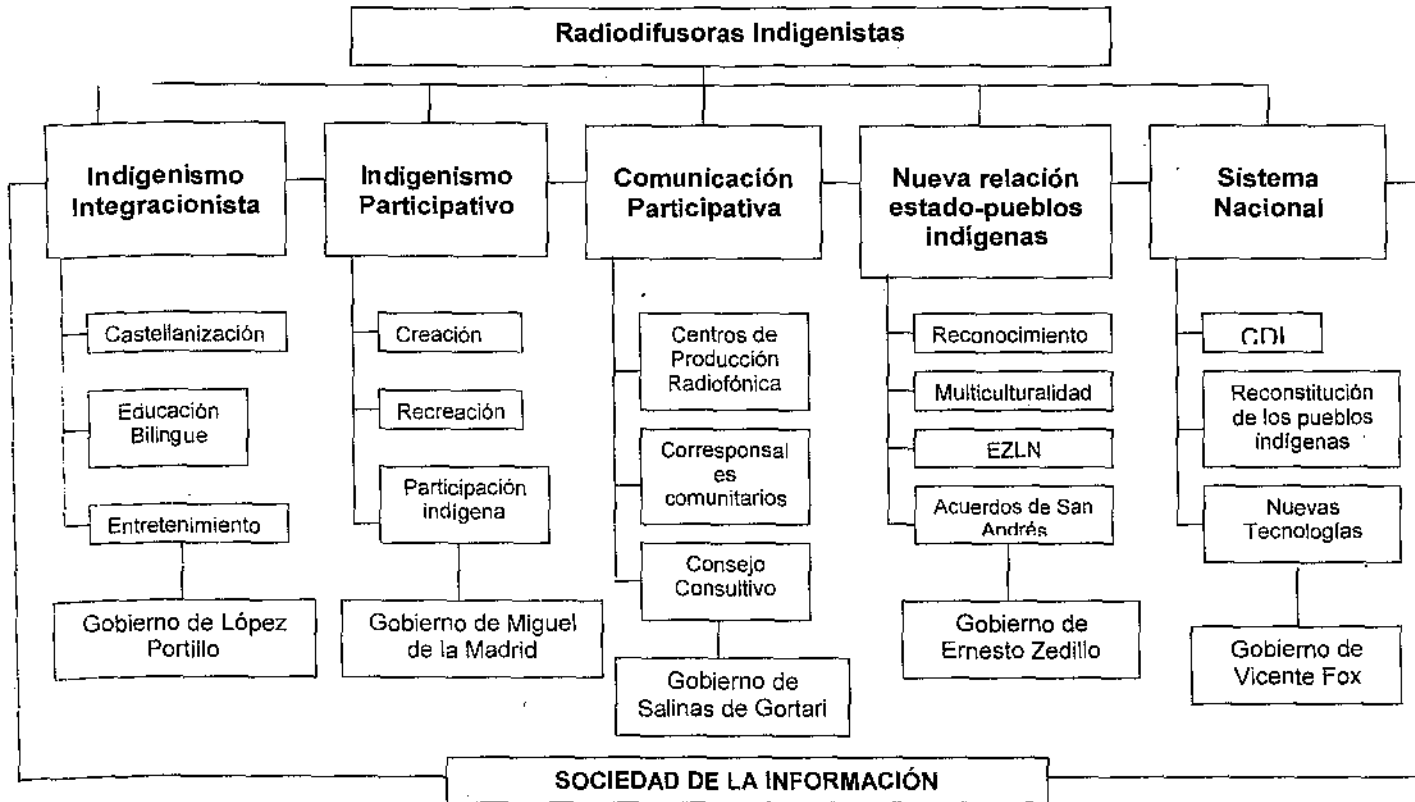 Radiodifusoras Indigenistas
Indigenismo
Integracionista
Castellanización
Educación
Bilingue
Entretenimiento
Gobierno de López
Portillo
Indigenismo
Participativo
Creación
Recreación
Participación
indígena
Gobierno de Miguel
de la Madrid
Comunicación
Participativa
Centros de
Producción
Radiofónica
Corresponsal
es
comunitarios
Consejo
Consultivo
Gobierno de
Salinas de Gortari
Nueva relación
estado-pueblos
indígenas
Reconocimiento
Multiculturalidad
EZLN
Acuerdos de San
Andrés
Gobierno de
Ernesto Zedillo
Sistema
Nacional
CDI
Reconstitución
de los pueblos
indígenas
Nuevas
Tecnologías
Gobierno de
Vicente Fox
SOCIEDAD DE LA INFORMACIÓN